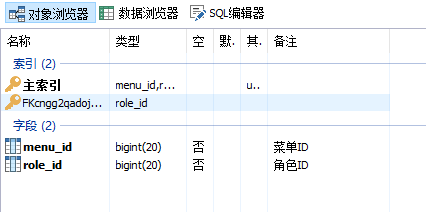 对象浏览器 数据浏览器 SQL编辑器
名称 类型 空 默. 其. 备注
索引 (2)
主索引 menu_id,r... u..
FKcngg2qadoj... role_id
字段 (2)
menu_id bigint(20) 否 菜单ID
role_id bigint(20) 否 角色ID